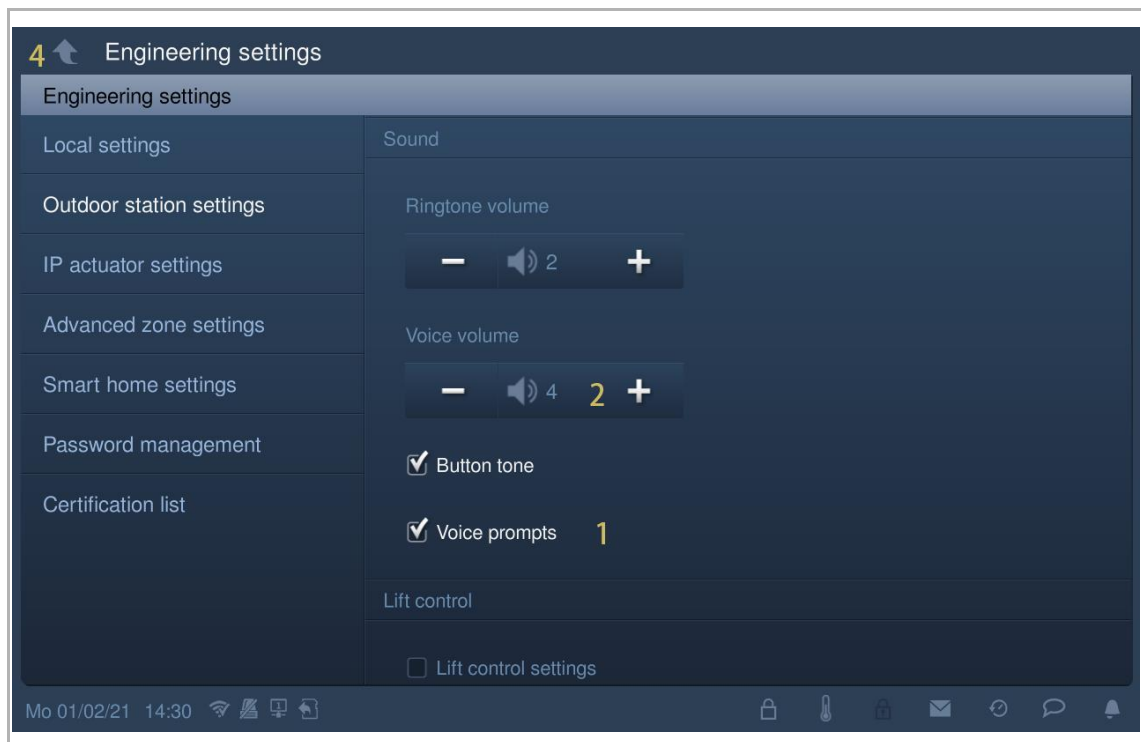 4 Engineering settings
Engineering settings
Local settings
Outdoor station settings
IP actuator settings
Advanced zone settings
Smart home settings
Password management
Certification list
Sound
Ringtone volume
− 2 +
Voice volume
− 4 2 +
Button tone
Voice prompts 1
Lift control
Lift control settings
Mo 01/02/21 14:30